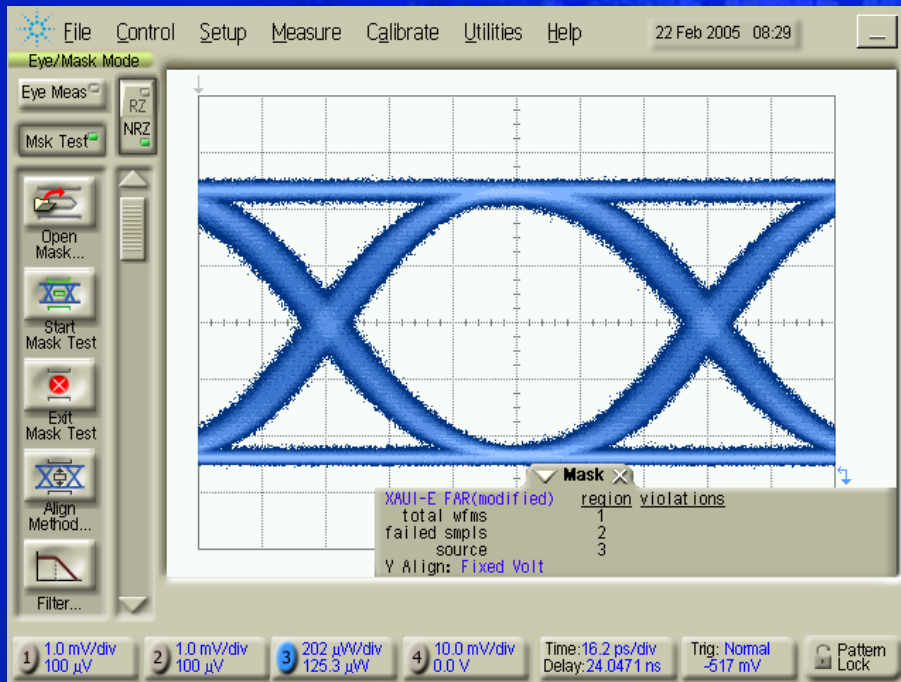 File Control Setup Measure Calibrate Utilities Help 22 Feb 2005 08:29
Eye/Mask Mode
Eye Meas
RZ
NRZ
Msk Test
Open
Mask...
Start
Mask Test
Exit
Mask Test
Align
Method...
Filter...
Mask
XAUI-E FAR(modified) region violations
total wfms 1
failed smpls 2
source 3
Y Align: Fixed Volt
1 1.0 mV/div
100 µV
2 1.0 mV/div
100 µV
3 202 µW/div
125.3 µW
4 10.0 mV/div
0.0 V
Time:16.2 ps/div
Delay:24.0471 ns
Trig: Normal
-517 mV
Pattern
Lock